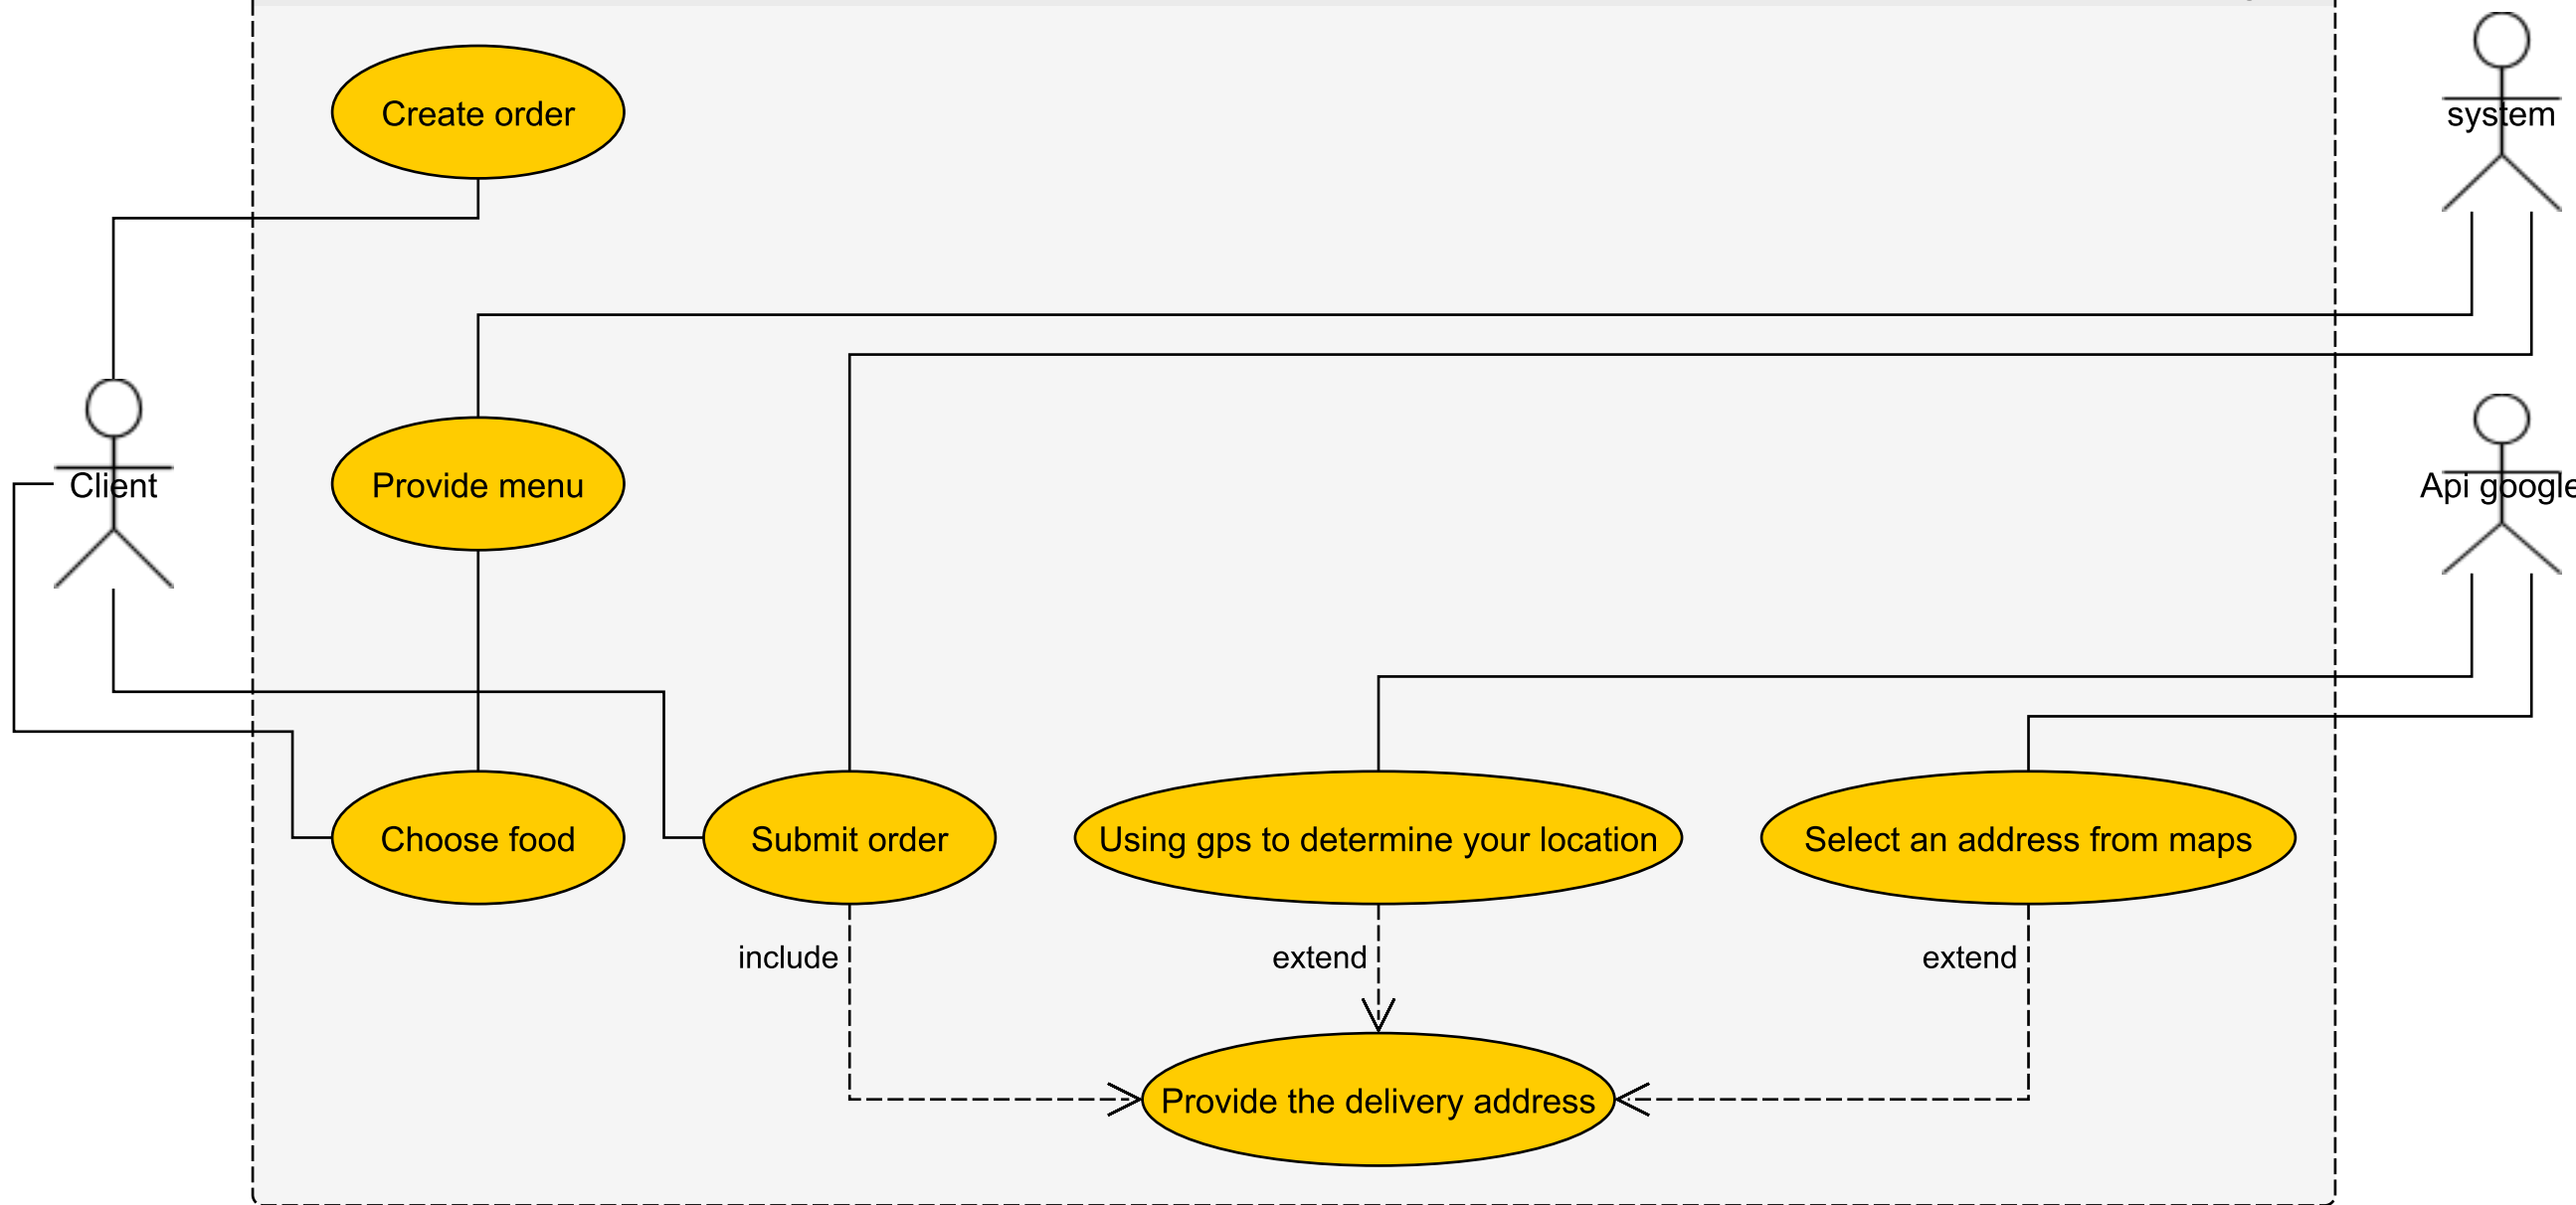 Create order
system
Client
Provide menu
Api google
Choose food
Submit order
Using gps to determine your location
Select an address from maps
include
extend
extend
Provide the delivery address